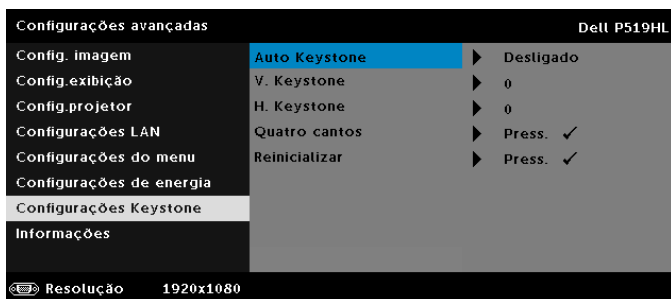 Configurações avançadas Dell P519HL
Config. imagem Auto Keystone Desligado
Config.exibição V. Keystone 0
Config.projetor H. Keystone 0
Configurações LAN Quatro cantos Press. ✓
Configurações do menu Reinicializar Press. ✓
Configurações de energia
Configurações Keystone
Informações
Resolução 1920x1080